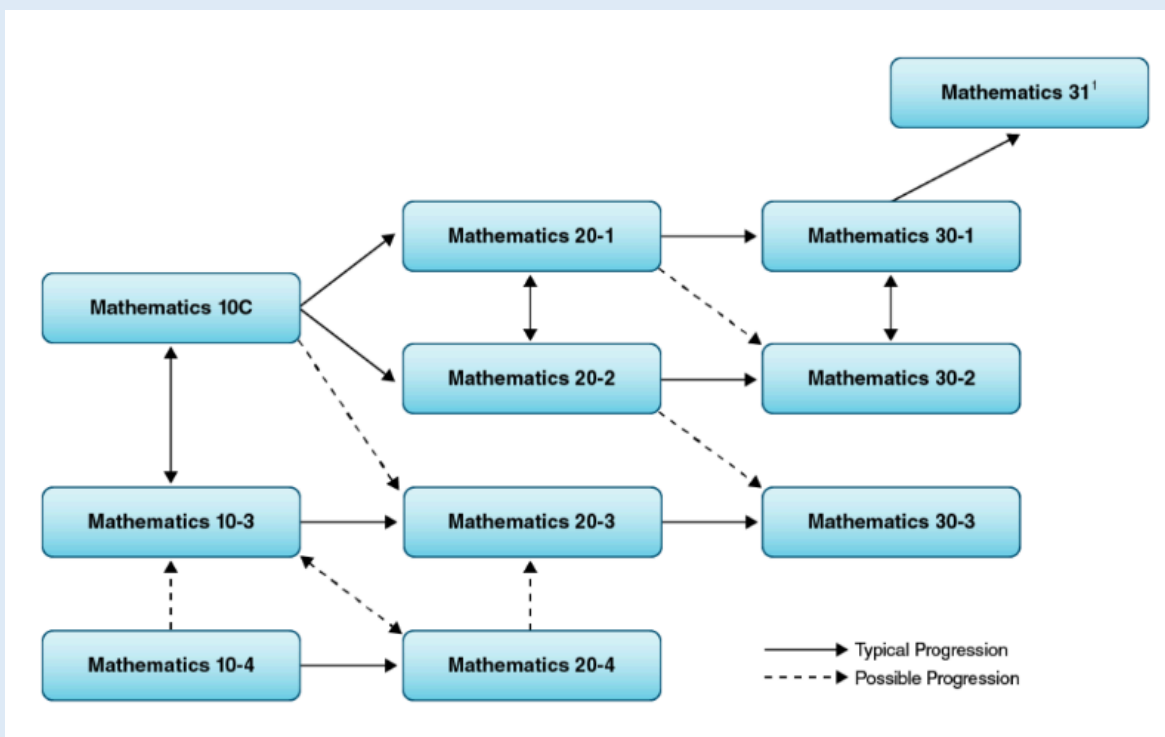 Mathematics 31¹
Mathematics 20-1
Mathematics 30-1
Mathematics 10C
Mathematics 20-2
Mathematics 30-2
Mathematics 10-3
Mathematics 20-3
Mathematics 30-3
Mathematics 10-4
Mathematics 20-4
Typical Progression
Possible Progression